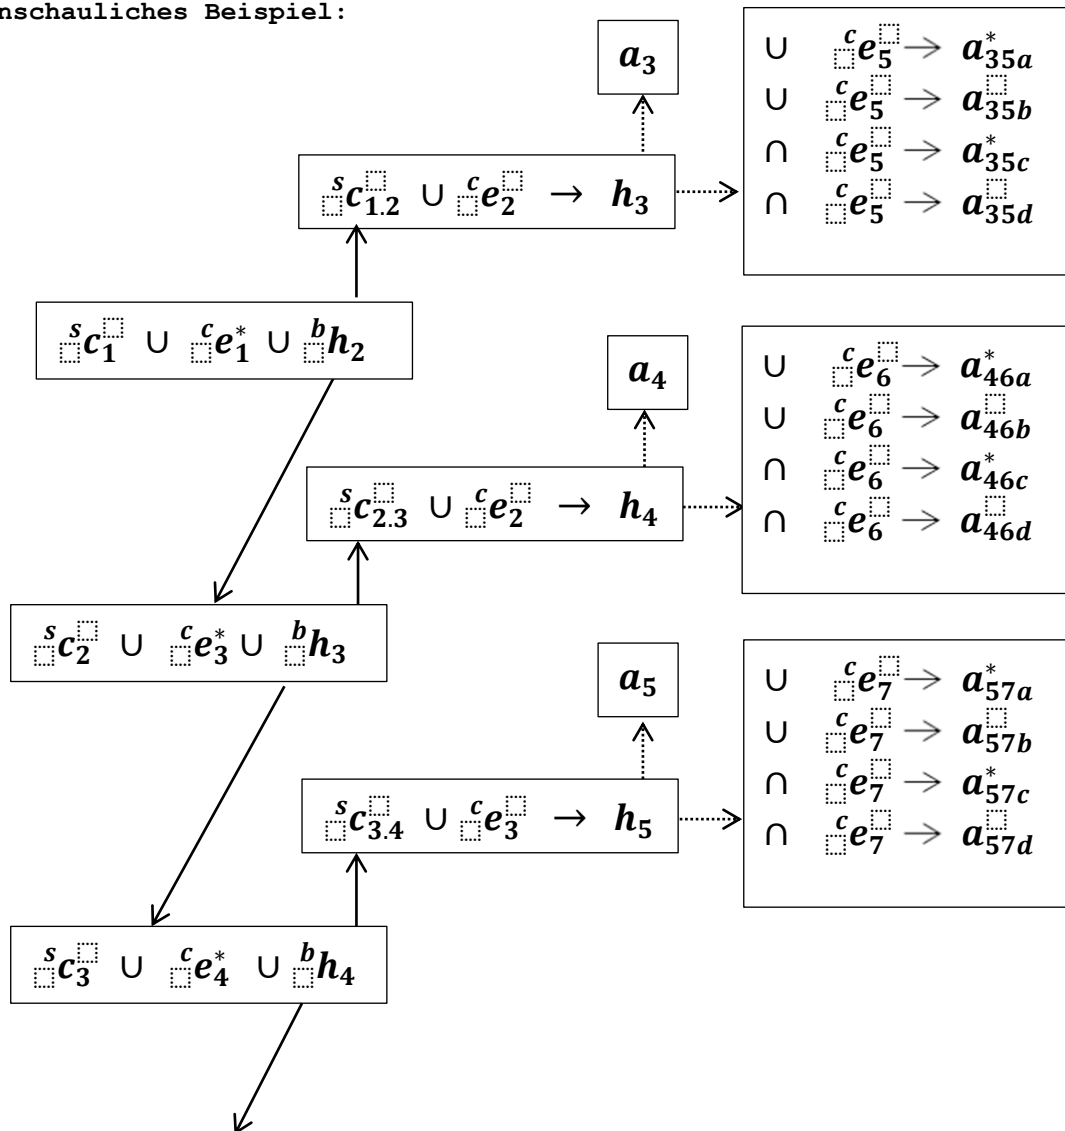 nschauliches Beispiel:
a₃
∪ ᶜe₅ → a*₃₅ₐ
∪ ᶜe₅ → a₃₅b
∩ ᶜe₅ → a*₃₅c
∩ ᶜe₅ → a₃₅d
ˢc₁.₂ ∪ ᶜe₂ → h₃
ˢc₁ ∪ ᶜe*₁ ∪ ᵇh₂
a₄
∪ ᶜe₆ → a*₄₆ₐ
∪ ᶜe₆ → a₄₆b
∩ ᶜe₆ → a*₄₆c
∩ ᶜe₆ → a₄₆d
ˢc₂.₃ ∪ ᶜe₂ → h₄
ˢc₂ ∪ ᶜe*₃ ∪ ᵇh₃
a₅
∪ ᶜe₇ → a*₅₇ₐ
∪ ᶜe₇ → a₅₇b
∩ ᶜe₇ → a*₅₇c
∩ ᶜe₇ → a₅₇d
ˢc₃.₄ ∪ ᶜe₃ → h₅
ˢc₃ ∪ ᶜe*₄ ∪ ᵇh₄